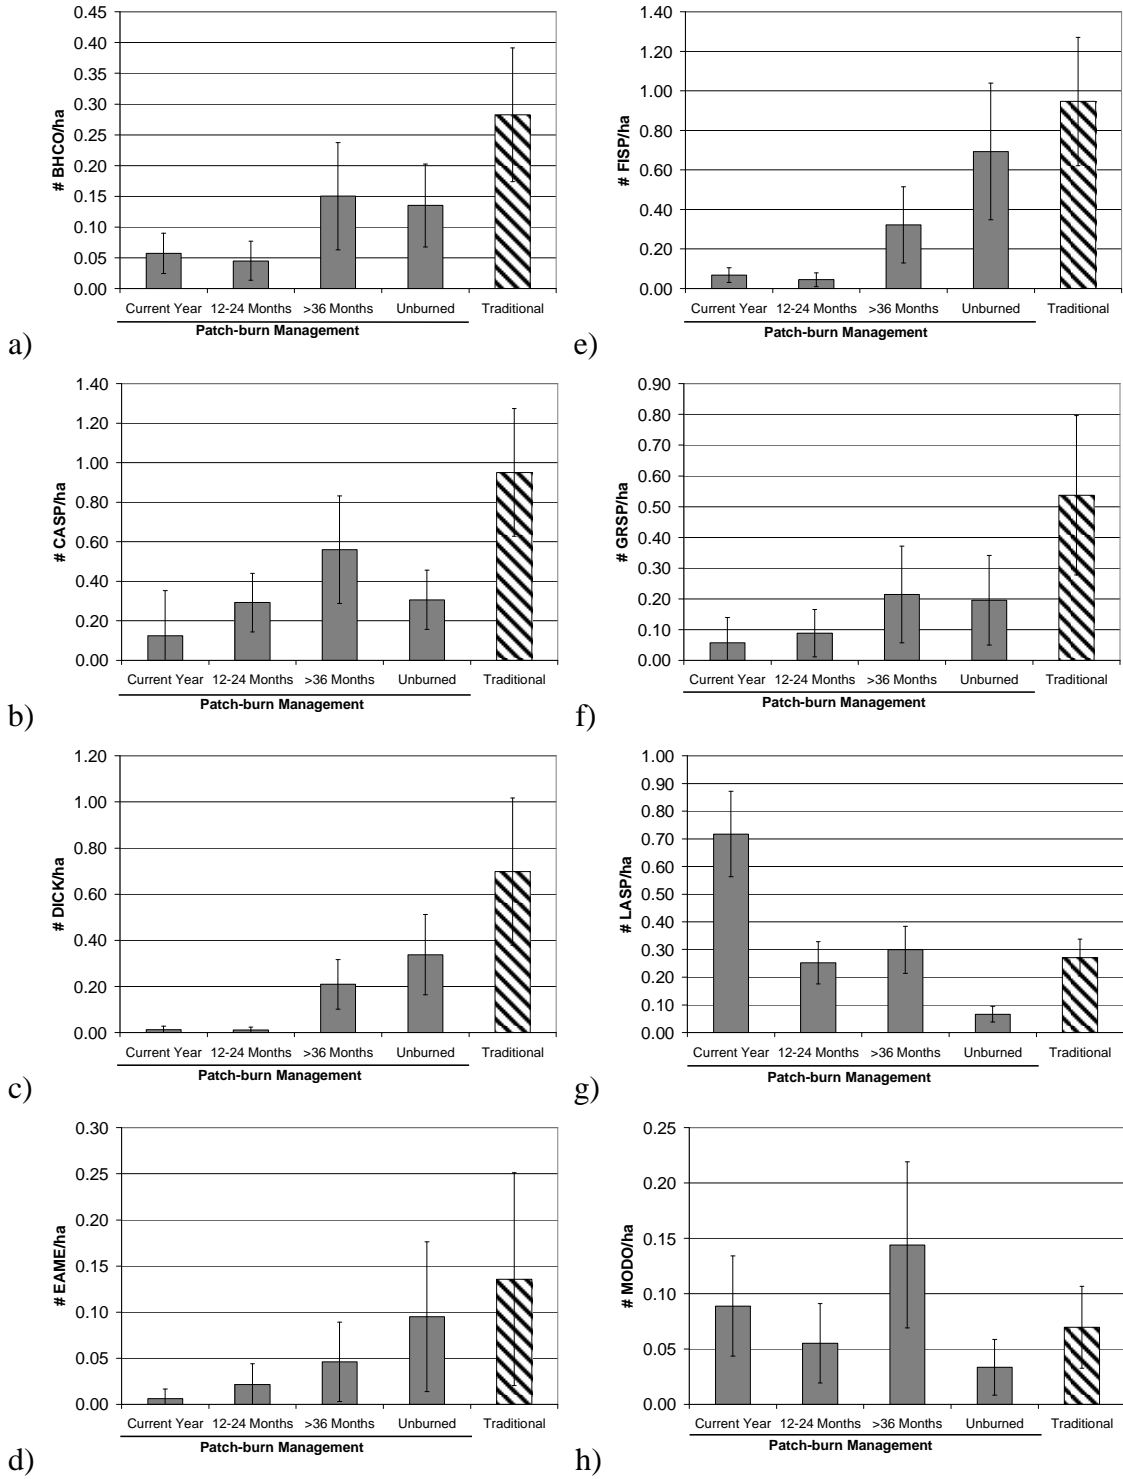 0.45
0.40
0.35
0.30
0.25
0.20
0.15
0.10
0.05
0.00
# BHCO/ha
Current Year 12-24 Months >36 Months Unburned Traditional
Patch-burn Management
a)
1.40
1.20
1.00
0.80
0.60
0.40
0.20
0.00
# FISP/ha
Current Year 12-24 Months >36 Months Unburned Traditional
Patch-burn Management
e)
1.40
1.20
1.00
0.80
0.60
0.40
0.20
0.00
# CASP/ha
Current Year 12-24 Months >36 Months Unburned Traditional
Patch-burn Management
b)
0.90
0.80
0.70
0.60
0.50
0.40
0.30
0.20
0.10
0.00
# GRSP/ha
Current Year 12-24 Months >36 Months Unburned Traditional
Patch-burn Management
f)
1.20
1.00
0.80
0.60
0.40
0.20
0.00
# DICK/ha
Current Year 12-24 Months >36 Months Unburned Traditional
Patch-burn Management
c)
1.00
0.90
0.80
0.70
0.60
0.50
0.40
0.30
0.20
0.10
0.00
# LASP/ha
Current Year 12-24 Months >36 Months Unburned Traditional
Patch-burn Management
g)
0.30
0.25
0.20
0.15
0.10
0.05
0.00
# EAME/ha
Current Year 12-24 Months >36 Months Unburned Traditional
Patch-burn Management
d)
0.25
0.20
0.15
0.10
0.05
0.00
# MODO/ha
Current Year 12-24 Months >36 Months Unburned Traditional
Patch-burn Management
h)